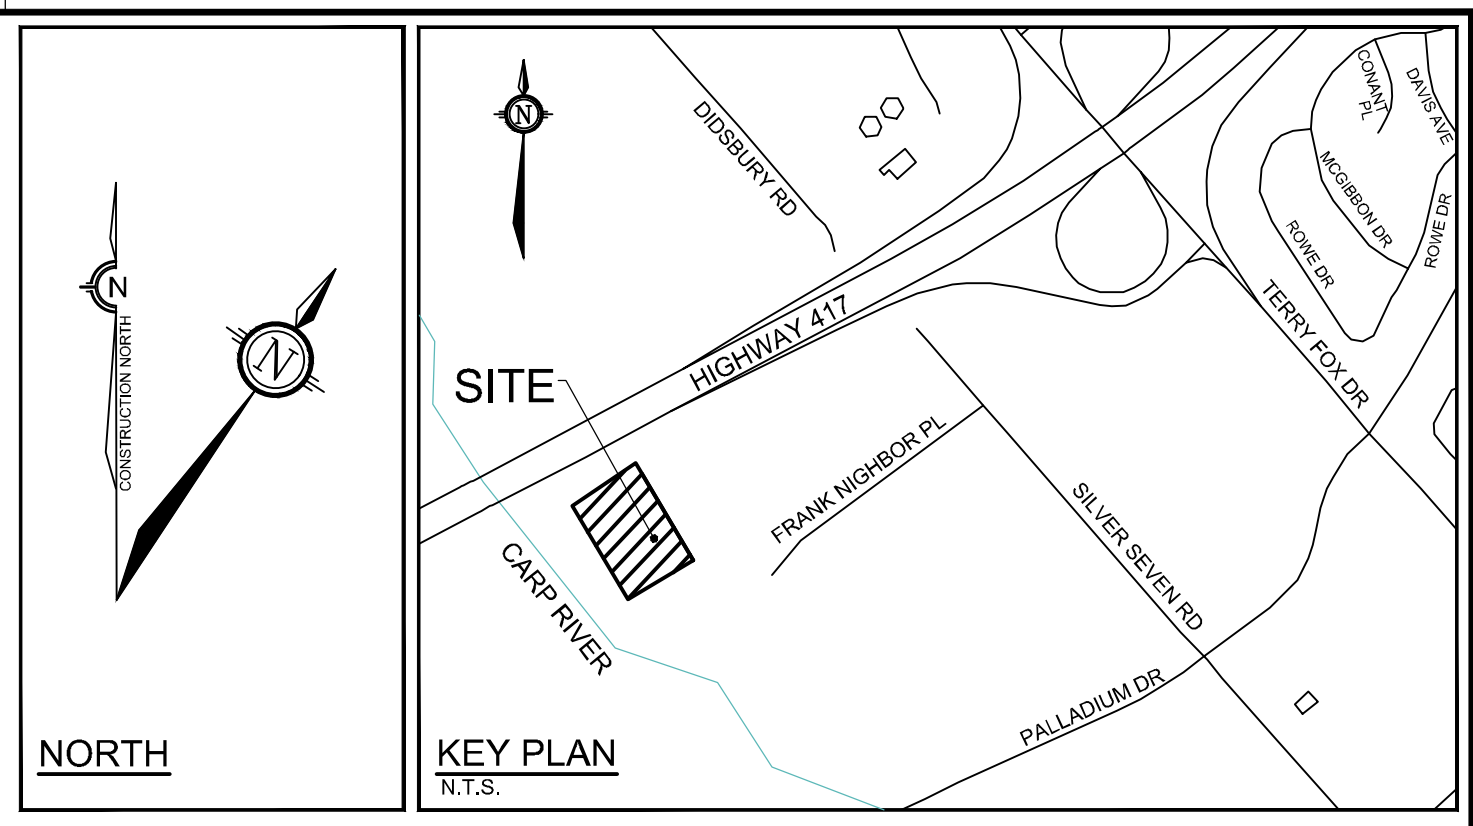 N
CONSTRUCTION NORTH
N
NORTH
N
DIDSBURY RD
CONANT
PL
DAVIS AVE
MCGIBBON DR
ROWE DR
ROWE DR
TERRY FOX DR
HIGHWAY 417
SITE
FRANK NIGHBOR PL
SILVER SEVEN RD
CARP RIVER
PALLADIUM DR
KEY PLAN
N.T.S.